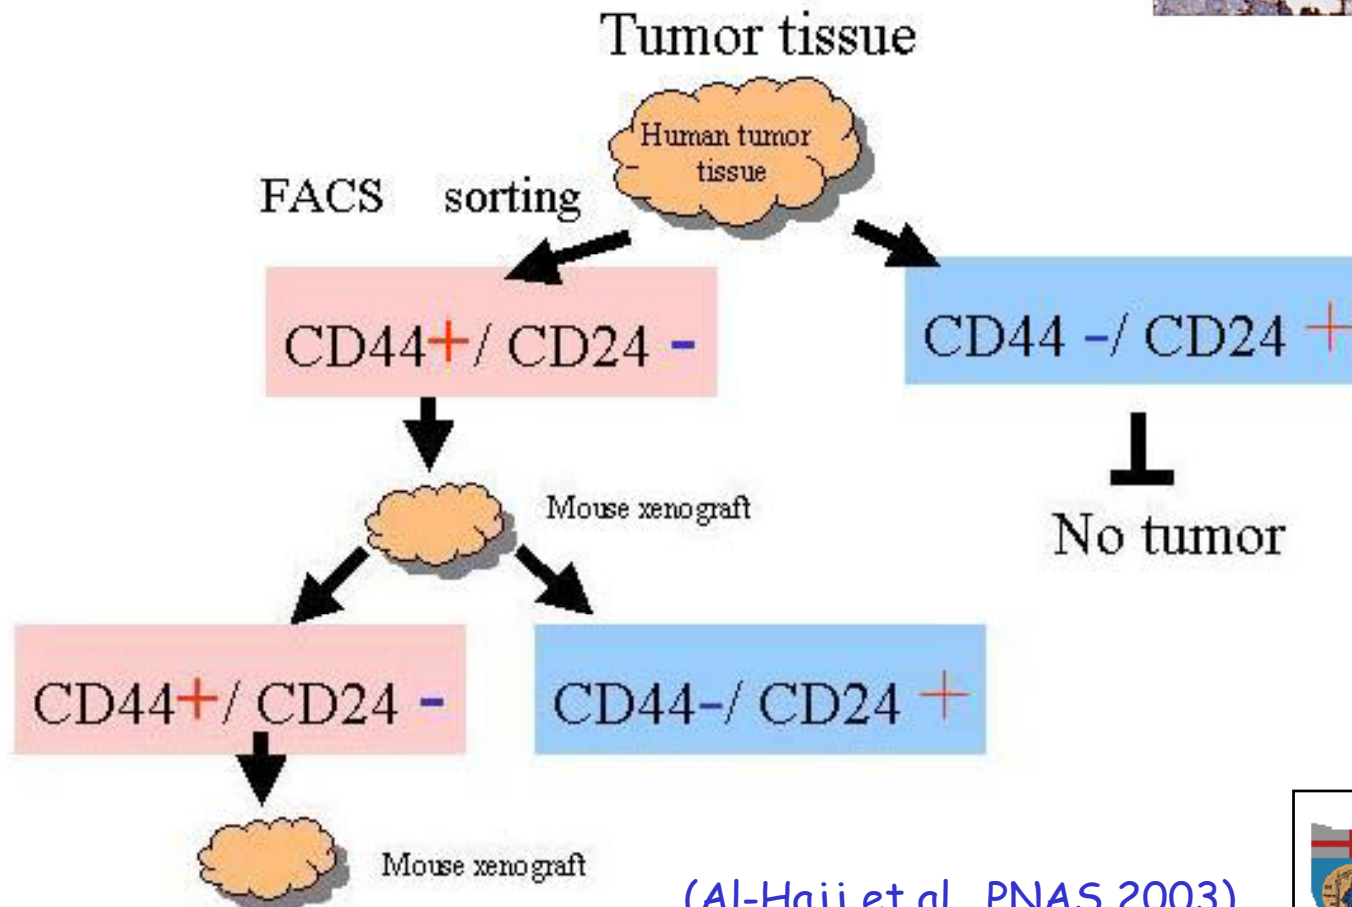 Tumor tissue
Human tumor
tissue
FACS sorting
CD44+/ CD24 -
CD44 -/ CD24 +
Mouse xenograft
No tumor
CD44+/ CD24 -
CD44-/ CD24 +
Mouse xenograft
(Al-Hajj et al., PNAS 2003)